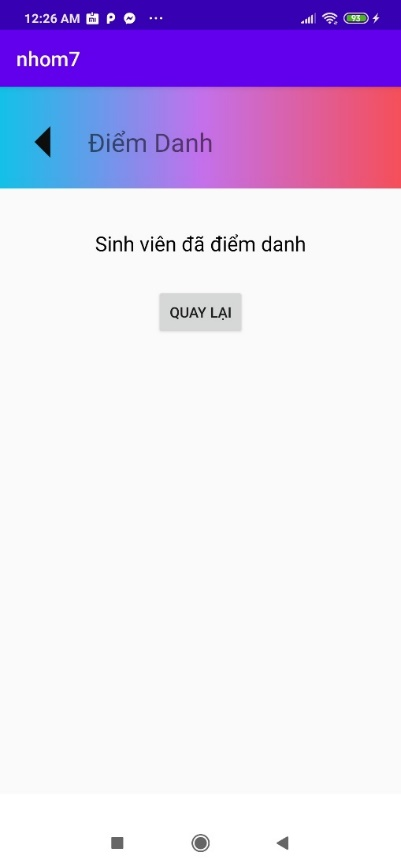 12:26 AM
93
nhom7
Điểm Danh
Sinh viên đã điểm danh
QUAY LẠI